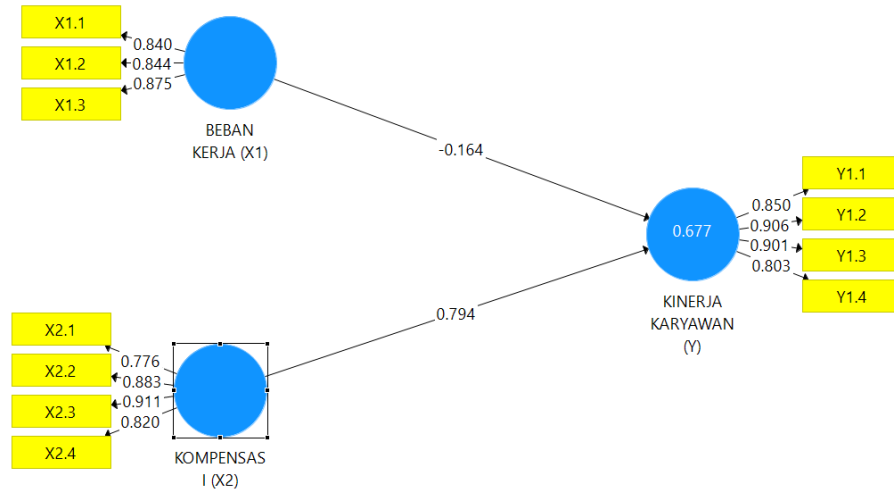 X1.1
X1.2
X1.3
0.840
0.844
0.875
BEBAN
KERJA (X1)
-0.164
0.677
KINERJA
KARYAWAN
(Y)
0.850
0.906
0.901
0.803
Y1.1
Y1.2
Y1.3
Y1.4
0.794
X2.1
X2.2
X2.3
X2.4
0.776
0.883
0.911
0.820
KOMPENSAS
I (X2)